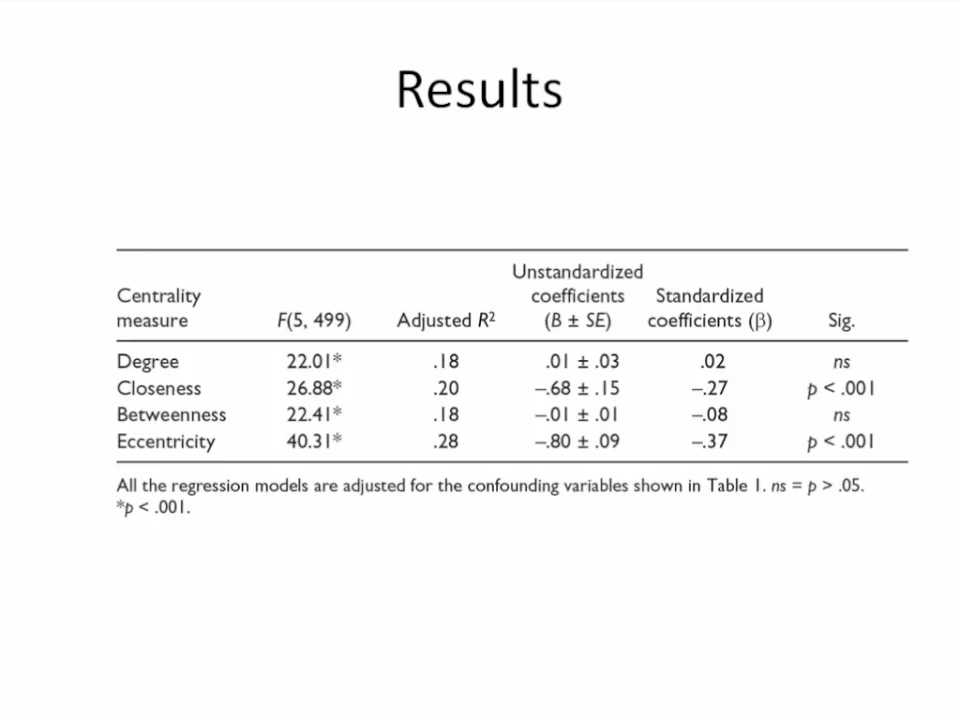 Results
Unstandardized
Centrality coefficients Standardized
measure F(5, 499) Adjusted R² (B ± SE) coefficients (β) Sig.
Degree 22.01* .18 .01 ± .03 .02 ns
Closeness 26.88* .20 –.68 ± .15 –.27 p < .001
Betweenness 22.41* .18 –.01 ± .01 –.08 ns
Eccentricity 40.31* .28 –.80 ± .09 –.37 p < .001
All the regression models are adjusted for the confounding variables shown in Table 1. ns = p > .05.
*p < .001.